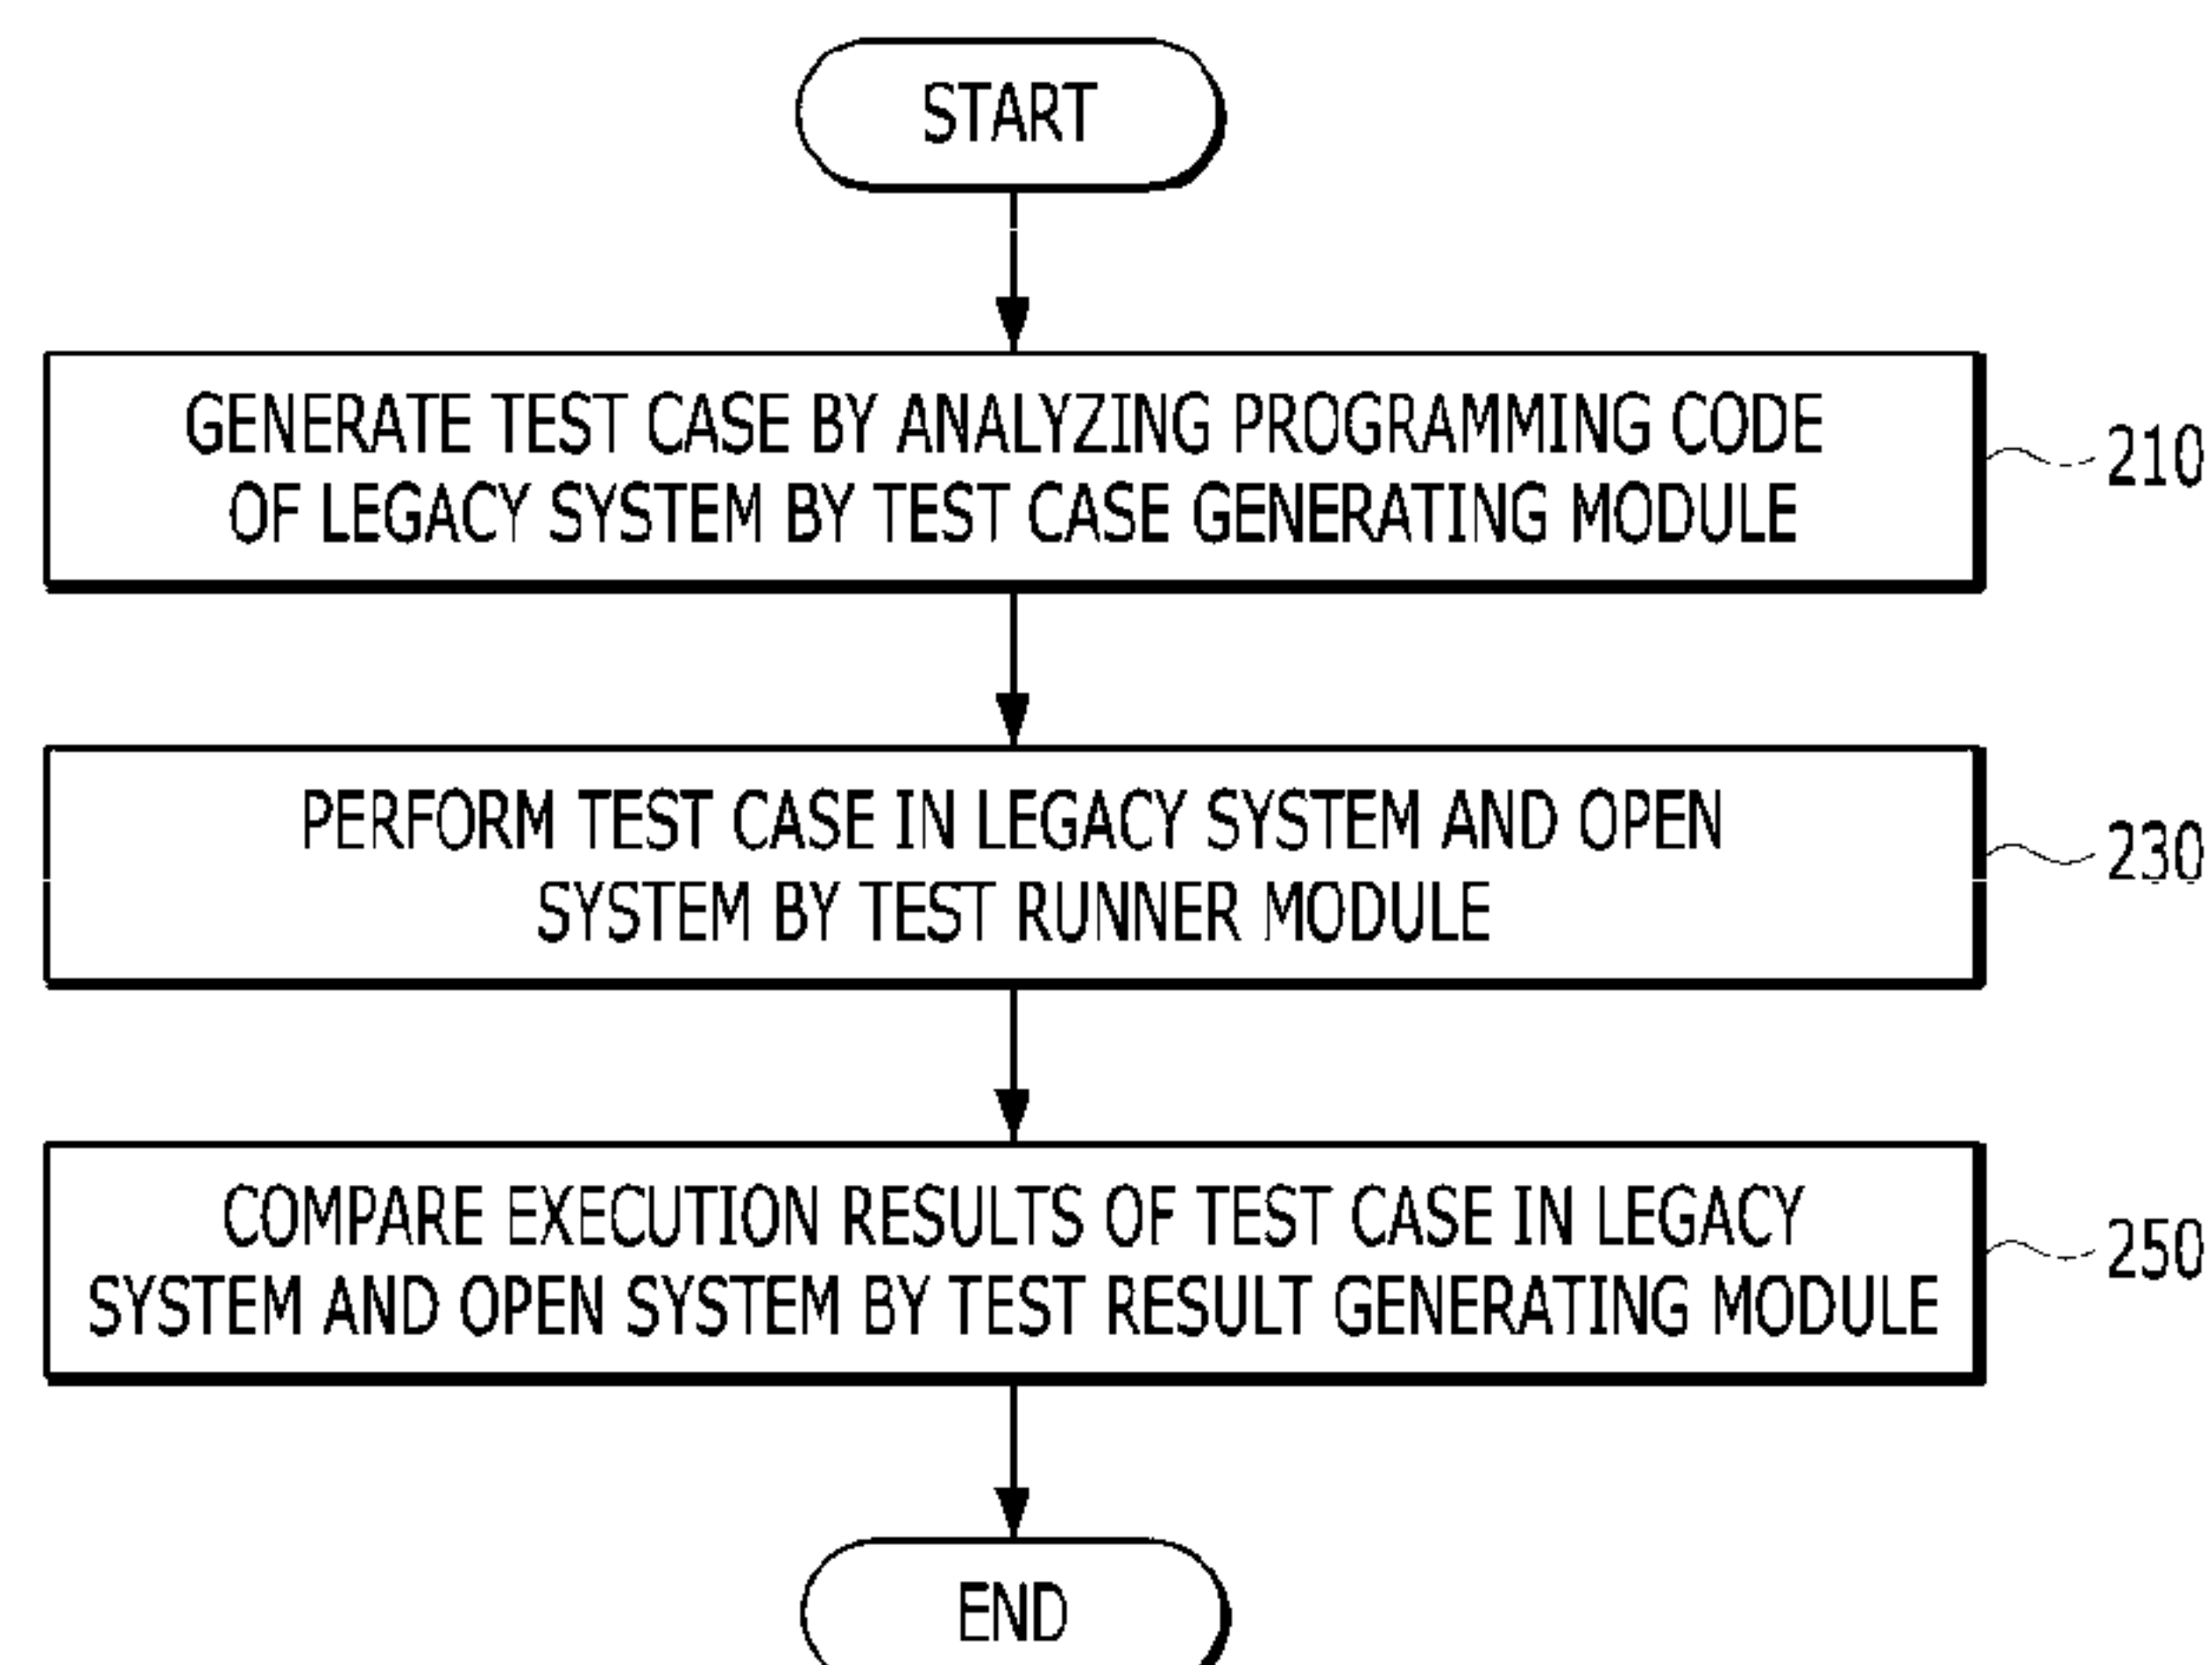 START
GENERATE TEST CASE BY ANALYZING PROGRAMMING CODE
OF LEGACY SYSTEM BY TEST CASE GENERATING MODULE
210
PERFORM TEST CASE IN LEGACY SYSTEM AND OPEN
SYSTEM BY TEST RUNNER MODULE
230
COMPARE EXECUTION RESULTS OF TEST CASE IN LEGACY
SYSTEM AND OPEN SYSTEM BY TEST RESULT GENERATING MODULE
250
END